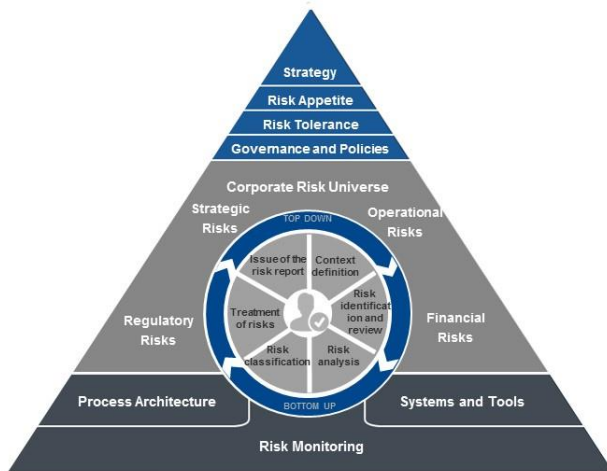 Strategy
Risk Appetite
Risk Tolerance
Governance and Policies
Corporate Risk Universe
Strategic
Risks
TOP DOWN
Operational
Risks
Issue of the
risk report
Context
definition
Risk
identificat
ion and
review
Risk
analysis
Risk
classification
Treatment
of risks
Regulatory
Risks
Financial
Risks
BOTTOM UP
Process Architecture
Systems and Tools
Risk Monitoring